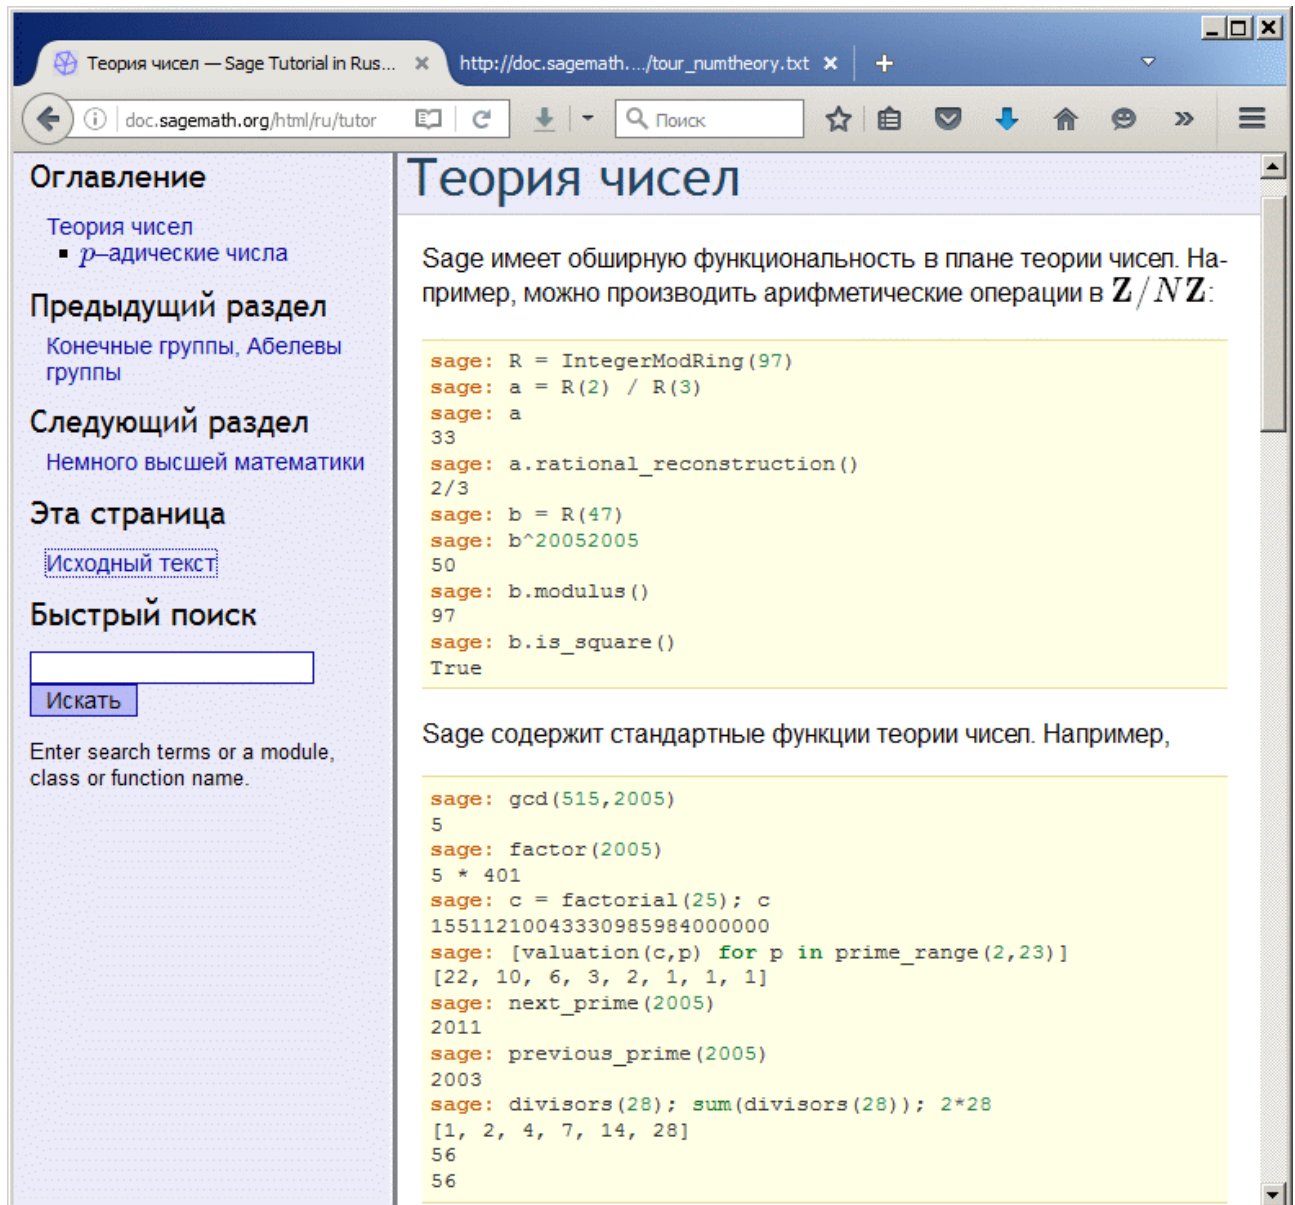 Теория чисел — Sage Tutorial in Rus...
http://doc.sagemath..../tour_numtheory.txt
doc.sagemath.org/html/ru/tutor
Поиск
Оглавление
Теория чисел
p–адические числа
Предыдущий раздел
Конечные группы, Абелевы
группы
Следующий раздел
Немного высшей математики
Эта страница
Исходный текст
Быстрый поиск
Искать
Enter search terms or a module,
class or function name.
Теория чисел
Sage имеет обширную функциональность в плане теории чисел. На-
пример, можно производить арифметические операции в Z/NZ:
sage: R = IntegerModRing(97)
sage: a = R(2) / R(3)
sage: a
33
sage: a.rational_reconstruction()
2/3
sage: b = R(47)
sage: b^20052005
50
sage: b.modulus()
97
sage: b.is_square()
True
Sage содержит стандартные функции теории чисел. Например,
sage: gcd(515,2005)
5
sage: factor(2005)
5 * 401
sage: c = factorial(25); c
15511210043330985984000000
sage: [valuation(c,p) for p in prime_range(2,23)]
[22, 10, 6, 3, 2, 1, 1, 1]
sage: next_prime(2005)
2011
sage: previous_prime(2005)
2003
sage: divisors(28); sum(divisors(28)); 2*28
[1, 2, 4, 7, 14, 28]
56
56